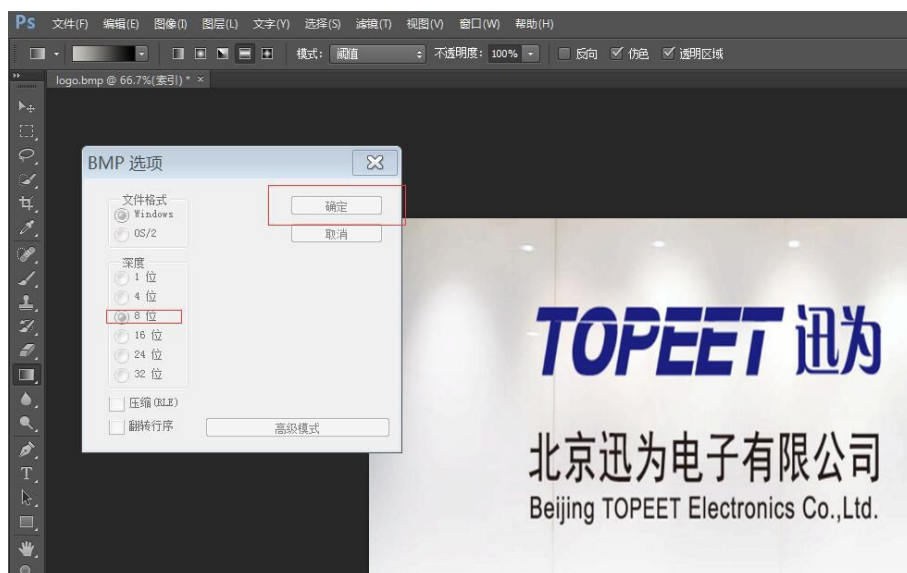 Ps 文件(F) 编辑(E) 图像(I) 图层(L) 文字(Y) 选择(S) 滤镜(T) 视图(V) 窗口(W) 帮助(H)
模式: 阈值 不透明度: 100% 反向 仿色 透明区域
logo.bmp @ 66.7%(索引) * ×
BMP 选项
文件格式
Windows
OS/2
确定
取消
深度
1 位
4 位
8 位
16 位
24 位
32 位
压缩(RLE)
翻转行序
高级模式
TOPEET 迅为
北京迅为电子有限公司
Beijing TOPEET Electronics Co.,Ltd.